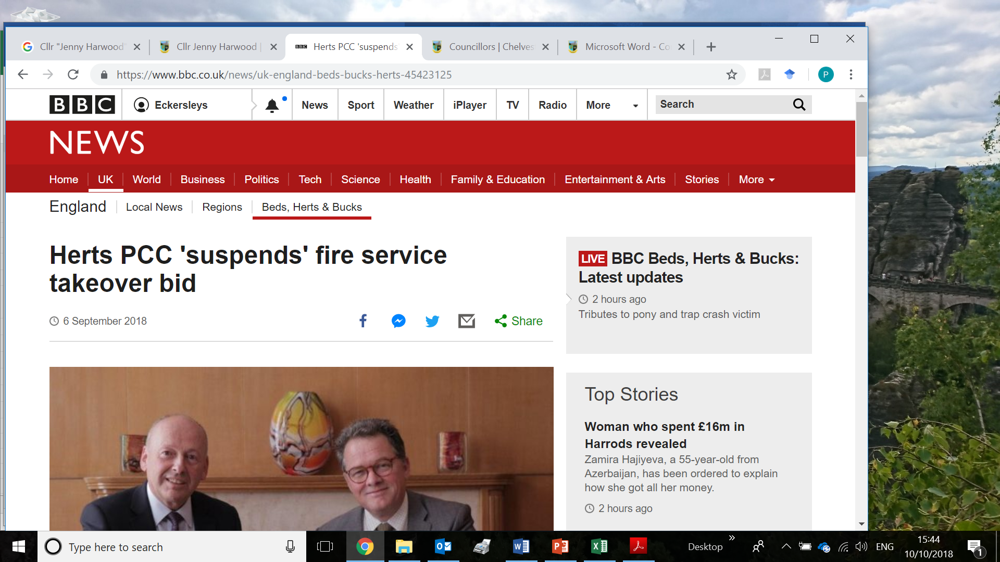 Cllr "Jenny Harwood"
Cllr Jenny Harwood |
Herts PCC 'suspends
Councillors | Chelves
Microsoft Word - Co
https://www.bbc.co.uk/news/uk-england-beds-bucks-herts-45423125
P
BBC
Eckersleys
News
Sport
Weather
iPlayer
TV
Radio
More
Search
NEWS
Home
UK
World
Business
Politics
Tech
Science
Health
Family & Education
Entertainment & Arts
Stories
More
England
Local News
Regions
Beds, Herts & Bucks
Herts PCC 'suspends' fire service
takeover bid
6 September 2018
Share
LIVE BBC Beds, Herts & Bucks:
Latest updates
2 hours ago
Tributes to pony and trap crash victim
Top Stories
Woman who spent £16m in
Harrods revealed
Zamira Hajiyeva, a 55-year-old from
Azerbaijan, has been ordered to explain
how she got all her money.
2 hours ago
Type here to search
Desktop
ENG
15:44
10/10/2018
1